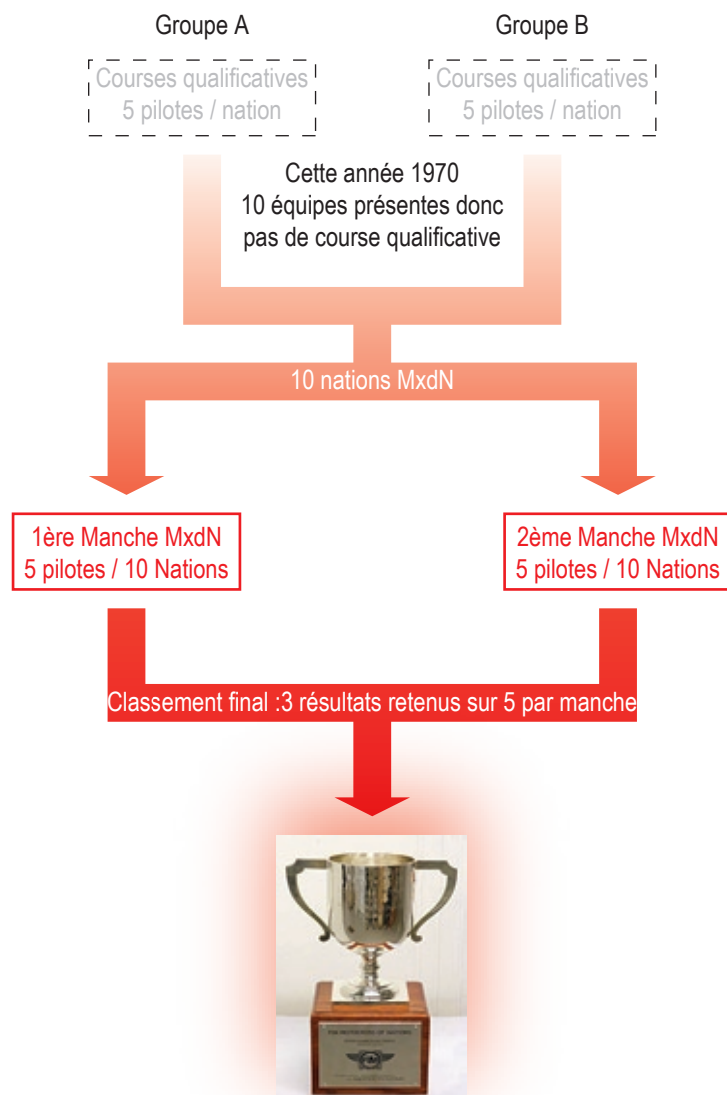 Groupe A
Groupe B
Courses qualificatives
5 pilotes / nation
Courses qualificatives
5 pilotes / nation
Cette année 1970
10 équipes présentes donc
pas de course qualificative
10 nations MxdN
1ère Manche MxdN
5 pilotes / 10 Nations
2ème Manche MxdN
5 pilotes / 10 Nations
Classement final :3 résultats retenus sur 5 par manche